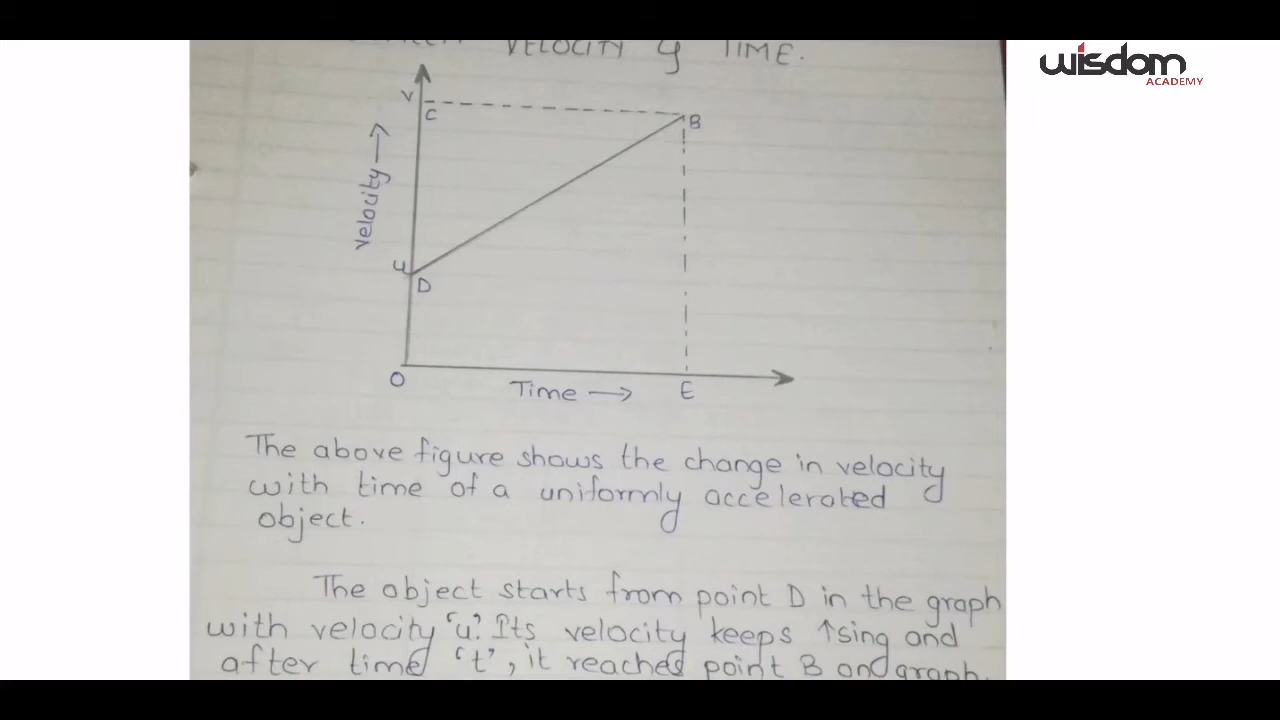 VELOCITY & TIME.
wisdom
ACADEMY
V
C
B
Velocity →
u
D
O
Time →
E
The above figure shows the change in velocity
with time of a uniformly accelerated
object.
The object starts from point D in the graph
with velocity 'u'. Its velocity keeps ↑sing and
after time 't', it reached point B on graph.